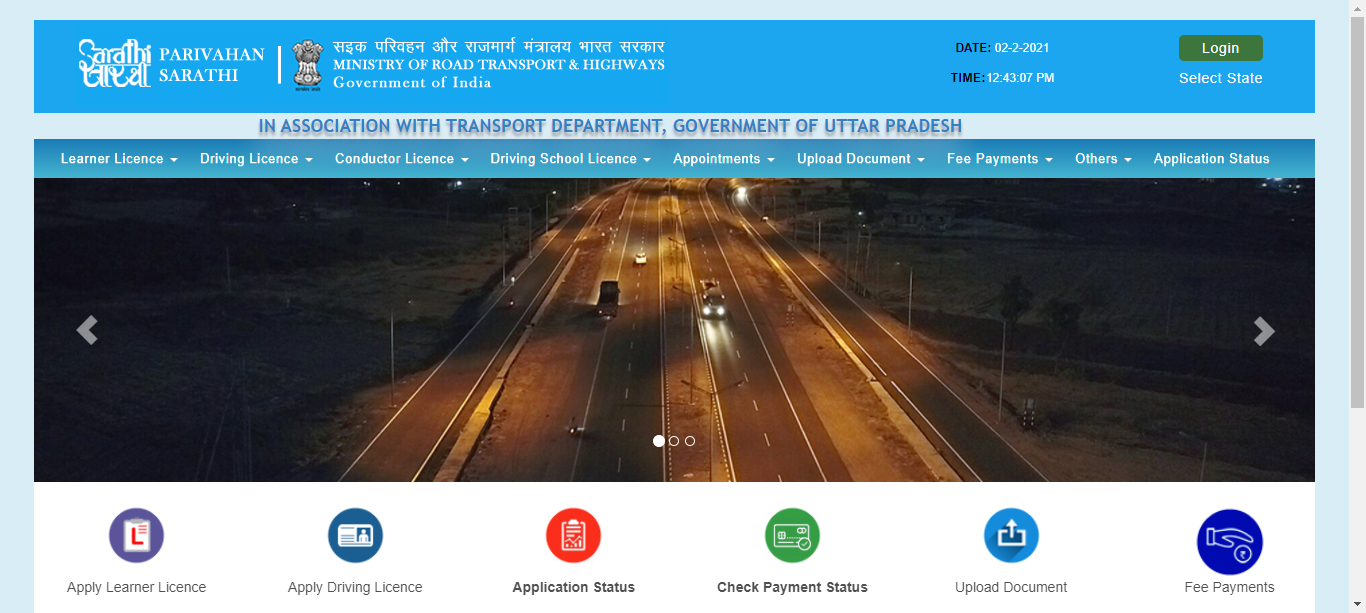 Sarathi
सारथी
PARIVAHAN
SARATHI
सड़क परिवहन और राजमार्ग मंत्रालय भारत सरकार
MINISTRY OF ROAD TRANSPORT & HIGHWAYS
Government of India
DATE: 02-2-2021
TIME:12:43:07 PM
Login
Select State
IN ASSOCIATION WITH TRANSPORT DEPARTMENT, GOVERNMENT OF UTTAR PRADESH
Learner Licence Driving Licence Conductor Licence Driving School Licence Appointments Upload Document Fee Payments Others Application Status
L
Apply Learner Licence Apply Driving Licence Application Status Check Payment Status Upload Document Fee Payments